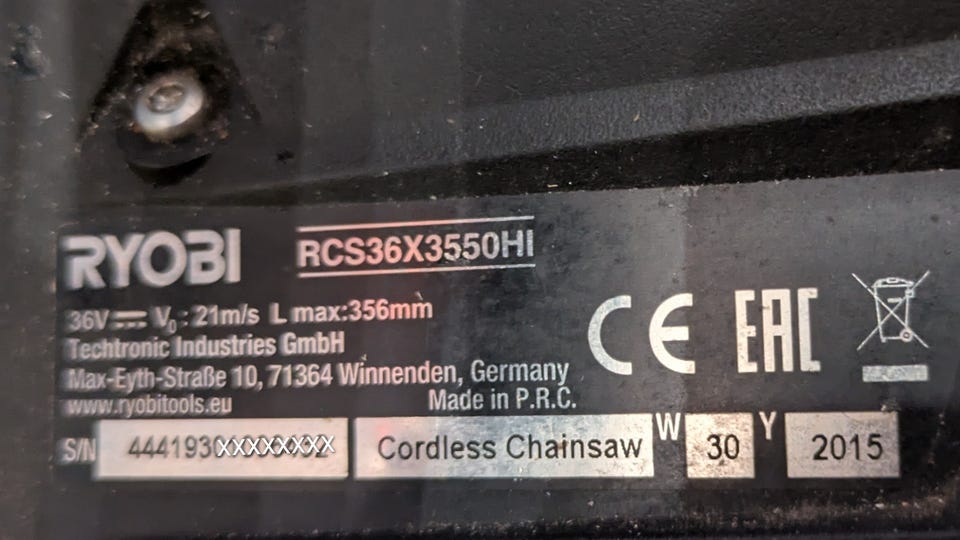 RYOBI RCS36X3550HI
36V V0: 21m/s L max:356mm
Techtronic Industries GmbH
Max-Eyth-Straße 10, 71364 Winnenden, Germany
www.ryobitools.eu Made in P.R.C.
CE EAC
S/N 4441930XXXXXXXX Cordless Chainsaw W 30 Y 2015